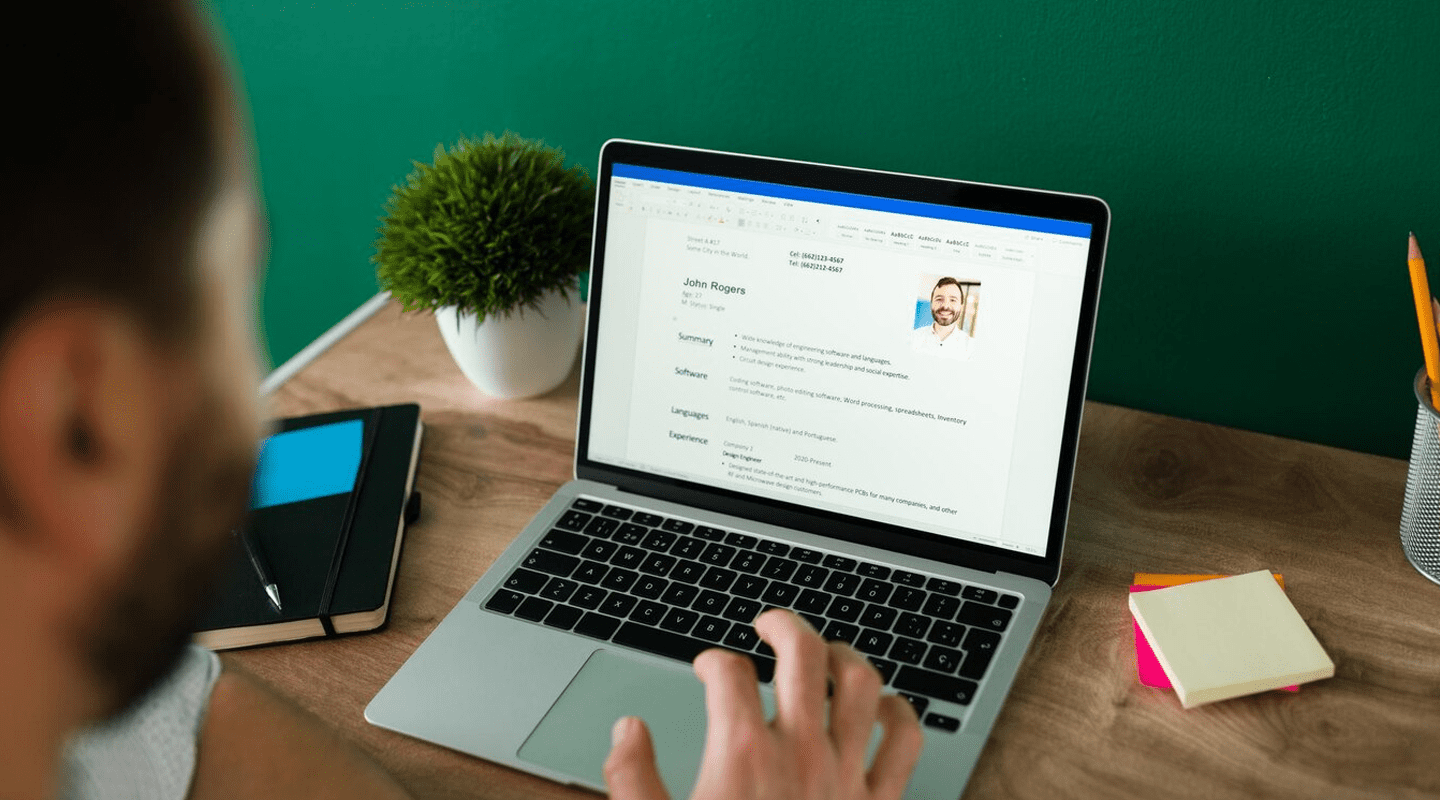 Street A #17
Some City in the World.
Cel: (662)123-4567
Tel: (662)212-4567
John Rogers
Age: 27
M. Status: Single
Summary
• Wide knowledge of engineering software and languages.
• Management ability with strong leadership and social expertise.
• Circuit design experience.
Software
Coding software, photo editing software, Word processing, spreadsheets, Inventory
control software, etc.
Languages
English, Spanish (native) and Portuguese.
Experience
Company 1
2020-Present
Design Engineer
• Designed state-of-the-art and high-performance PCBs for many companies, and other
RF and Microwave design customers.